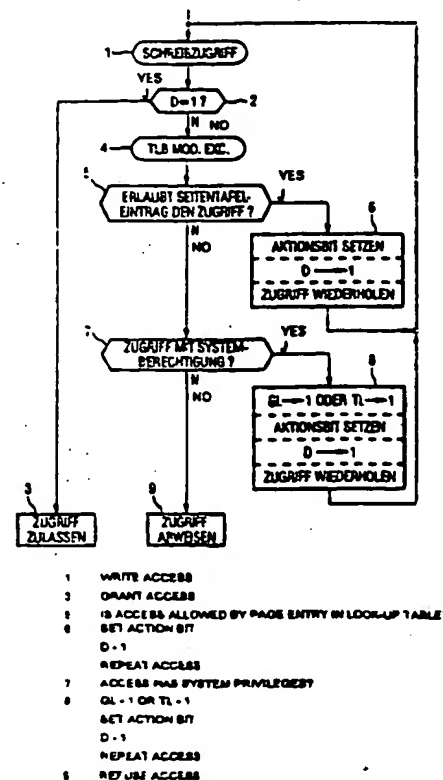 1 SCHREIBZUGRIFF
YES
D=1? 2
N NO
4 TLB MOD. EXC.
5
YES
ERLAUBT SEITENTAFEL-
EINTRAG DEN ZUGRIFF?
N
NO
6
AKTIONSBIT SETZEN
D → 1
ZUGRIFF WIEDERHOLEN
7
YES
ZUGRIFF MIT SYSTEM-
BERECHTIGUNG?
N
NO
8
GL → 1 ODER TL → 1
AKTIONSBIT SETZEN
D → 1
ZUGRIFF WIEDERHOLEN
3
ZUGRIFF
ZULASSEN
9
ZUGRIFF
ABWEISEN
1 WRITE ACCESS
3 GRANT ACCESS
5 IS ACCESS ALLOWED BY PAGE ENTRY IN LOOK-UP TABLE
6 SET ACTION BIT
D - 1
REPEAT ACCESS
7 ACCESS HAS SYSTEM PRIVILEGES?
8 GL - 1 OR TL - 1
SET ACTION BIT
D - 1
REPEAT ACCESS
REFUSE ACCESS